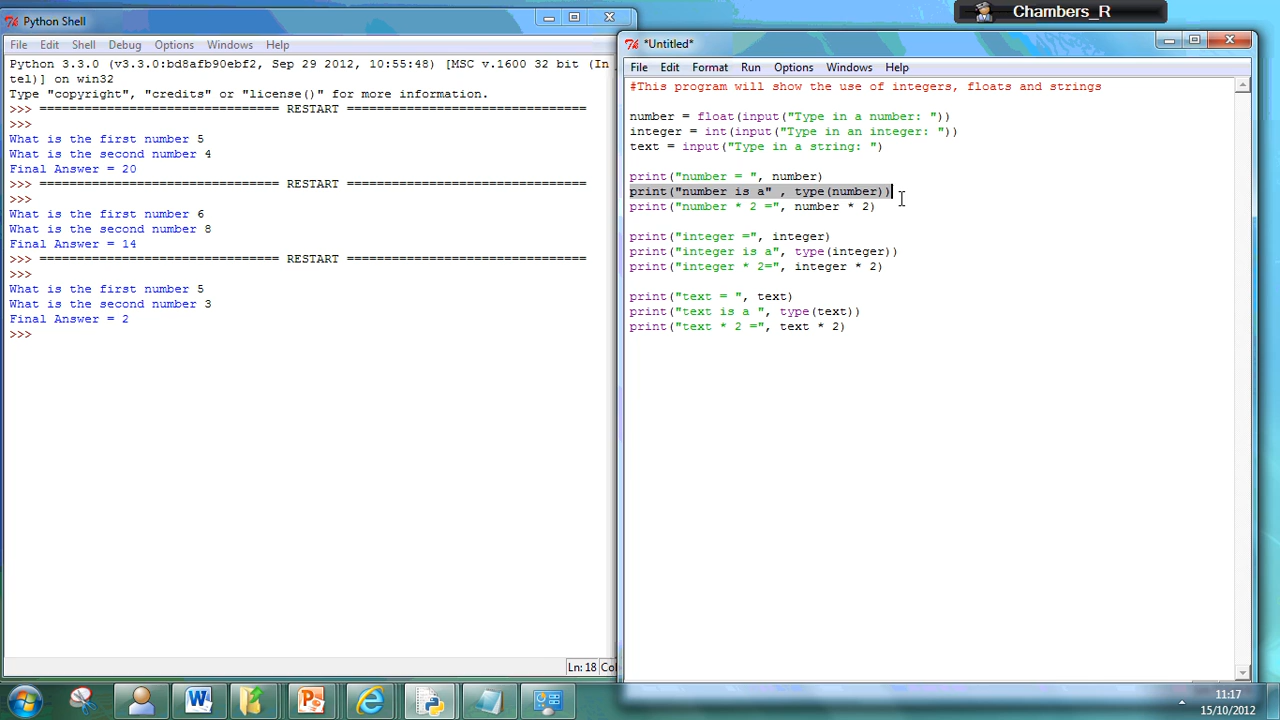 Chambers_R
Python Shell
File Edit Shell Debug Options Windows Help
Python 3.3.0 (v3.3.0:bd8afb90ebf2, Sep 29 2012, 10:55:48) [MSC v.1600 32 bit (In
tel)] on win32
Type "copyright", "credits" or "license()" for more information.
>>> ================================ RESTART ================================
>>>
What is the first number 5
What is the second number 4
Final Answer = 20
>>> ================================ RESTART ================================
>>>
What is the first number 6
What is the second number 8
Final Answer = 14
>>> ================================ RESTART ================================
>>>
What is the first number 5
What is the second number 3
Final Answer = 2
>>>
Ln: 18
*Untitled*
File Edit Format Run Options Windows Help
#This program will show the use of integers, floats and strings
number = float(input("Type in a number: "))
integer = int(input("Type in an integer: "))
text = input("Type in a string: ")
print("number = ", number)
print("number is a" , type(number))
print("number * 2 =", number * 2)
print("integer =", integer)
print("integer is a", type(integer))
print("integer * 2=", integer * 2)
print("text = ", text)
print("text is a ", type(text))
print("text * 2 =", text * 2)
11:17
15/10/2012